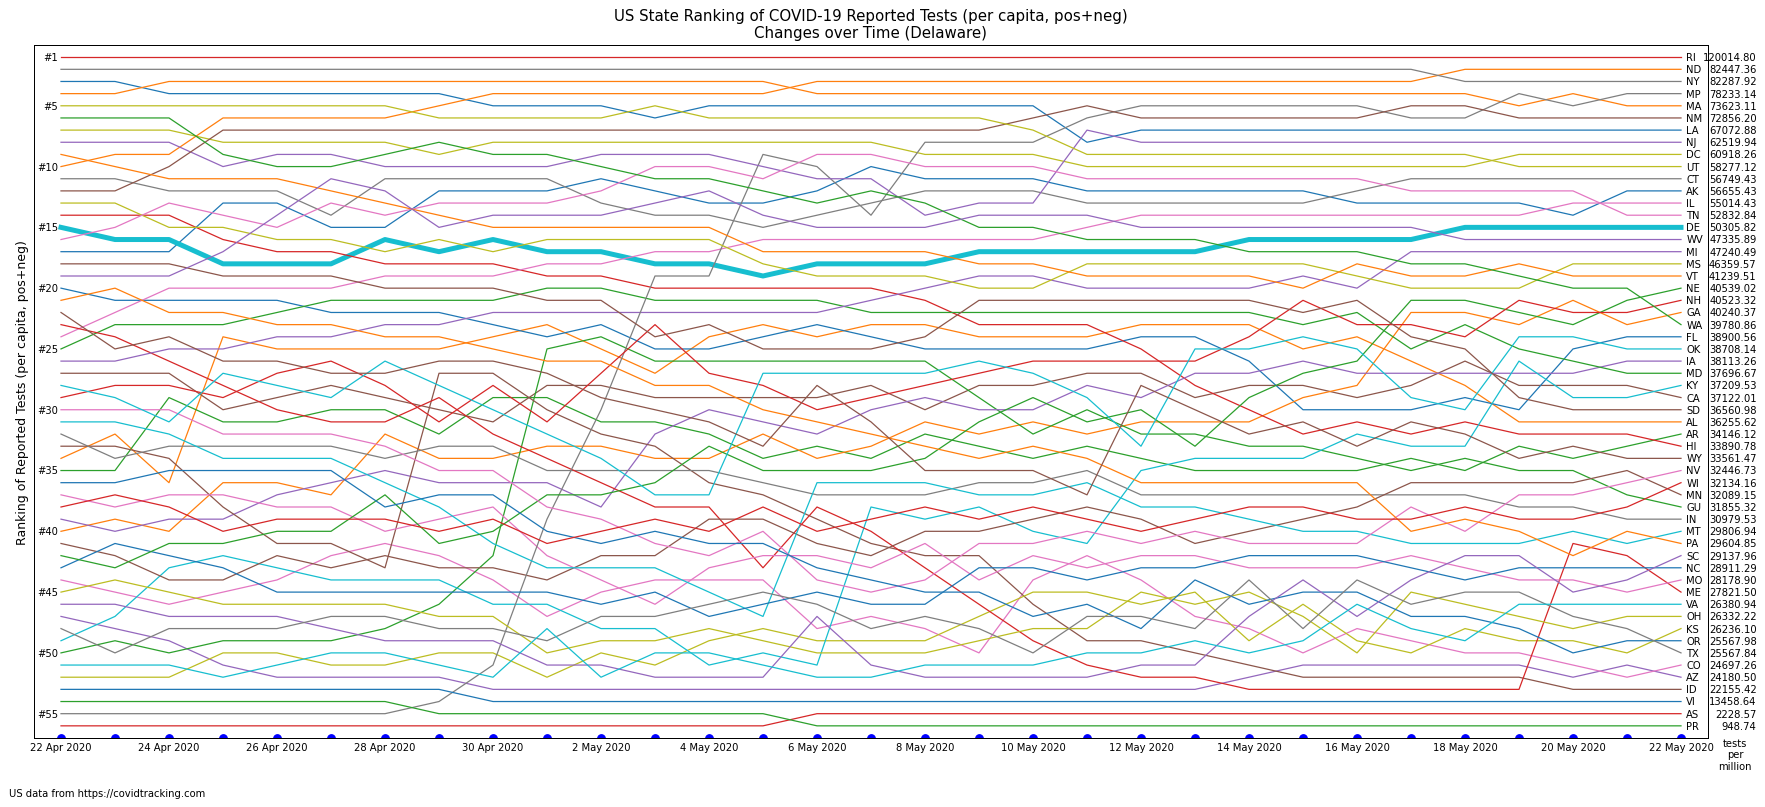 US State Ranking of COVID-19 Reported Tests (per capita, pos+neg)
Changes over Time (Delaware)
Ranking of Reported Tests (per capita, pos+neg)
#1
#5
#10
#15
#20
#25
#30
#35
#40
#45
#50
#55
RI 120014.80
ND 82447.36
NY 82287.92
MP 78233.14
MA 73623.11
NM 72856.20
LA 67072.88
NJ 62519.94
DC 60918.26
UT 58277.12
CT 56749.43
AK 56655.43
IL 55014.43
TN 52832.84
DE 50305.82
WV 47335.89
MI 47240.49
MS 46359.57
VT 41239.51
NE 40539.02
NH 40523.32
GA 40240.37
WA 39780.86
FL 38900.56
OK 38708.14
IA 38113.26
MD 37696.67
KY 37209.53
CA 37122.01
SD 36560.98
AL 36255.62
AR 34146.12
HI 33890.78
WY 33561.47
NV 32446.73
WI 32134.16
MN 32089.15
GU 31855.02
IN 30979.53
MT 29806.94
PA 29604.85
SC 29137.96
NC 28911.29
MO 28178.90
ME 27821.50
VA 26380.94
OH 26332.22
KS 26236.10
OR 25567.98
TX 25567.84
CO 24697.26
AZ 24180.50
ID 22155.42
VI 13458.64
AS 2228.57
PR 948.74
22 Apr 2020 24 Apr 2020 26 Apr 2020 28 Apr 2020 30 Apr 2020 2 May 2020 4 May 2020 6 May 2020 8 May 2020 10 May 2020 12 May 2020 14 May 2020 16 May 2020 18 May 2020 20 May 2020 22 May 2020
tests
per
million
US data from https://covidtracking.com